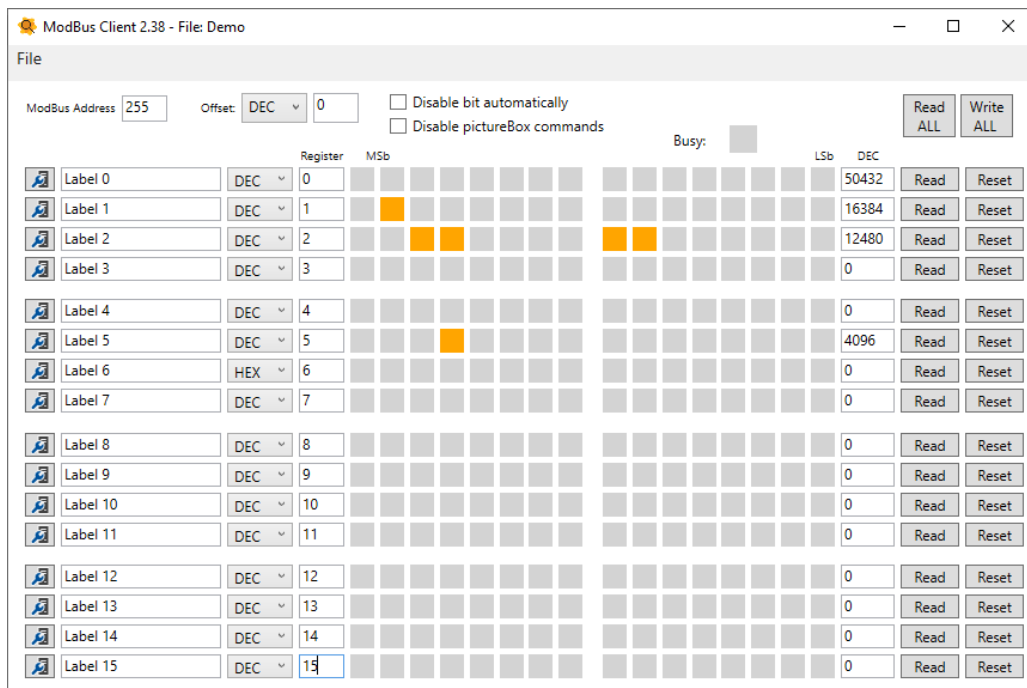 ModBus Client 2.38 - File: Demo
File
ModBus Address 255 Offset: DEC 0 Disable bit automatically Read ALL Write ALL
Disable pictureBox commands
Busy:
Register MSb LSb DEC
Label 0 DEC 0 50432 Read Reset
Label 1 DEC 1 16384 Read Reset
Label 2 DEC 2 12480 Read Reset
Label 3 DEC 3 0 Read Reset
Label 4 DEC 4 0 Read Reset
Label 5 DEC 5 4096 Read Reset
Label 6 HEX 6 0 Read Reset
Label 7 DEC 7 0 Read Reset
Label 8 DEC 8 0 Read Reset
Label 9 DEC 9 0 Read Reset
Label 10 DEC 10 0 Read Reset
Label 11 DEC 11 0 Read Reset
Label 12 DEC 12 0 Read Reset
Label 13 DEC 13 0 Read Reset
Label 14 DEC 14 0 Read Reset
Label 15 DEC 15 0 Read Reset